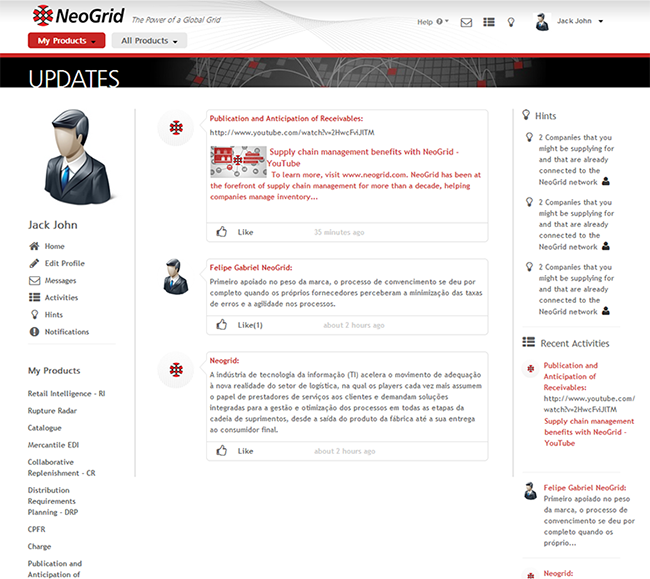 NeoGrid The Power of a Global Grid
Help
Jack John
My Products
All Products
UPDATES
Jack John
Home
Edit Profile
Messages
Activities
Hints
Notifications
My Products
Retail Intelligence - RI
Rupture Radar
Catalogue
Mercantile EDI
Collaborative
Replenishment - CR
Distribution
Requirements
Planning - DRP
CPFR
Charge
Publication and
Anticipation of
Publication and Anticipation of Receivables:
http://www.youtube.com/watch?v=2HwcFviJlTM
Supply chain management benefits with NeoGrid -
YouTube
To learn more, visit www.neogrid.com. NeoGrid has been at
the forefront of supply chain management for more than a decade, helping
companies manage inventory...
Like
35 minutes ago
Felipe Gabriel NeoGrid:
Primeiro apoiado no peso da marca, o processo de convencimento se deu por
completo quando os próprios fornecedores perceberam a minimização das taxas
de erros e a agilidade nos processos.
Like(1)
about 2 hours ago
Neogrid:
A indústria de tecnologia da informação (TI) acelera o movimento de adequação
à nova realidade do setor de logística, na qual os players cada vez mais assumem
o papel de prestadores de serviços aos clientes e demandam soluções
integradas para a gestão e otimização dos processos em todas as etapas da
cadeia de suprimentos, desde a saída do produto da fábrica até a sua entrega
ao consumidor final.
Like
about 2 hours ago
Hints
2 Companies that you
might be supplying for
and that are already
connected to the
NeoGrid network
2 Companies that you
might be supplying for
and that are already
connected to the
NeoGrid network
2 Companies that you
might be supplying for
and that are already
connected to the
NeoGrid network
Recent Activities
Publication and
Anticipation of
Receivables:
http://www.youtube.com/
watch?v=2HwcFviJlTM
Supply chain management
benefits with NeoGrid -
YouTube
Felipe Gabriel NeoGrid:
Primeiro apoiado no peso
da marca, o processo de
convencimento se deu por
completo quando os
próprio...
Neogrid: